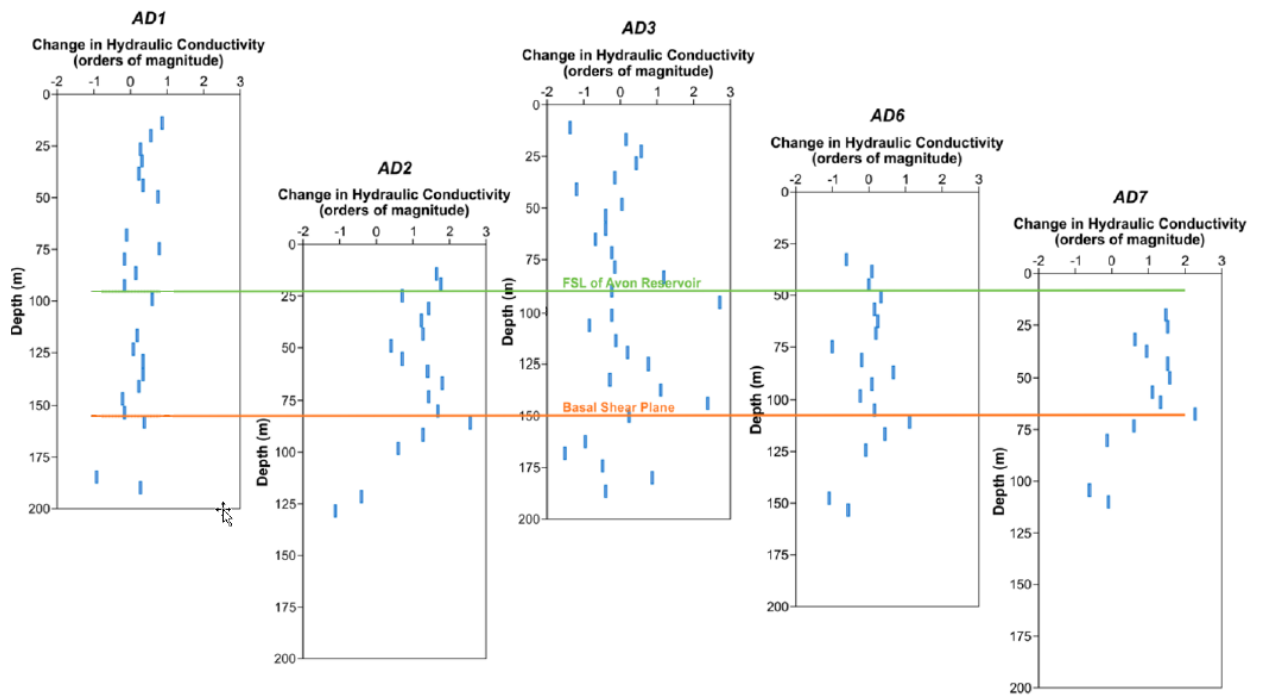 AD1
Change in Hydraulic Conductivity
(orders of magnitude)
-2 -1 0 1 2 3
0
25
50
75
100
125
150
175
200
Depth (m)
AD2
Change in Hydraulic Conductivity
(orders of magnitude)
-2 -1 0 1 2 3
0
25
50
75
100
125
150
175
200
Depth (m)
AD3
Change in Hydraulic Conductivity
(orders of magnitude)
-2 -1 0 1 2 3
0
25
50
75
100
125
150
175
200
Depth (m)
FSL of Avon Reservoir
Basal Shear Plane
AD6
Change in Hydraulic Conductivity
(orders of magnitude)
-2 -1 0 1 2 3
0
25
50
75
100
125
150
175
200
Depth (m)
AD7
Change in Hydraulic Conductivity
(orders of magnitude)
-2 -1 0 1 2 3
0
25
50
75
100
125
150
175
200
Depth (m)